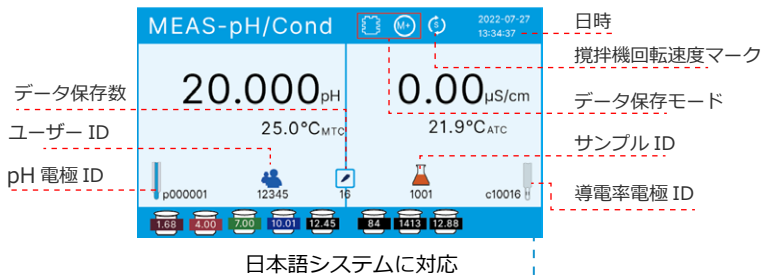 MEAS-pH/Cond
M+
S
2022-07-27
13:34:37
日時
撹拌機回転速度マーク
データ保存モード
サンプル ID
導電率電極 ID
データ保存数
ユーザー ID
pH 電極 ID
20.000pH
25.0°CMTC
0.00μS/cm
21.9°CATC
p000001
12345
16
1001
c10016
1.68
4.00
7.00
10.01
12.45
84
1413
12.88
日本語システムに対応